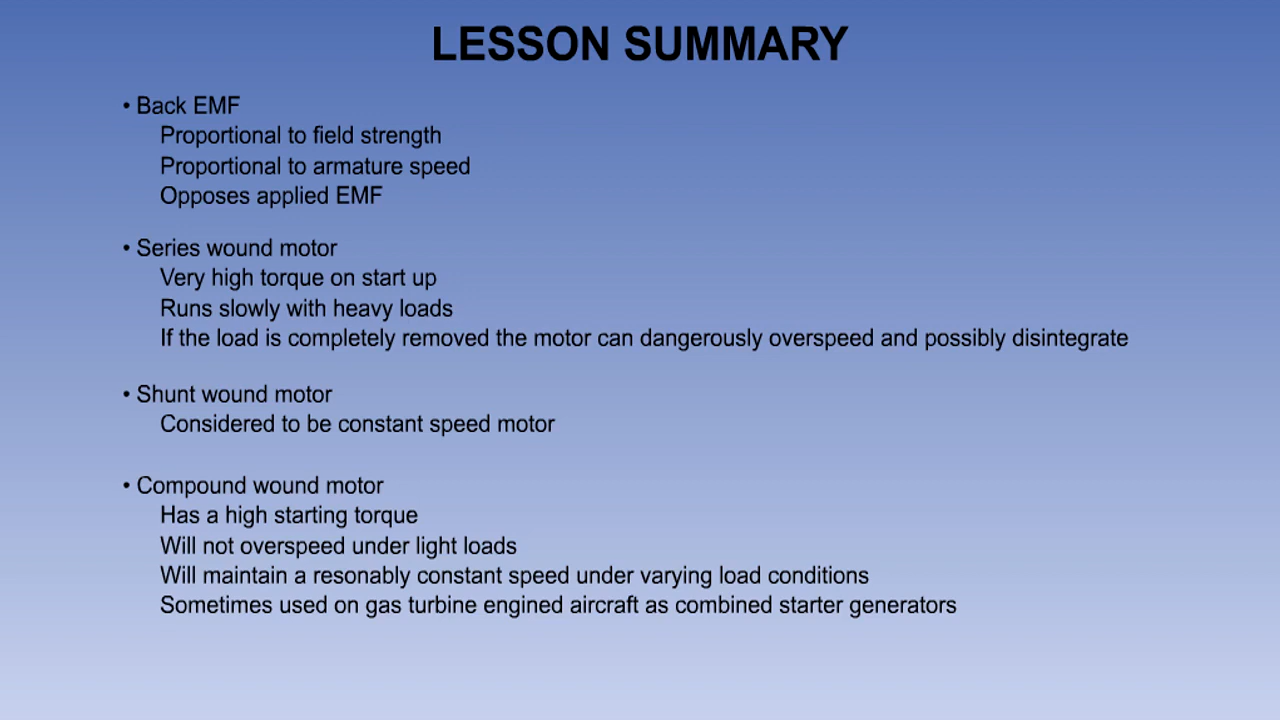 LESSON SUMMARY
• Back EMF
Proportional to field strength
Proportional to armature speed
Opposes applied EMF
• Series wound motor
Very high torque on start up
Runs slowly with heavy loads
If the load is completely removed the motor can dangerously overspeed and possibly disintegrate
• Shunt wound motor
Considered to be constant speed motor
• Compound wound motor
Has a high starting torque
Will not overspeed under light loads
Will maintain a resonably constant speed under varying load conditions
Sometimes used on gas turbine engined aircraft as combined starter generators